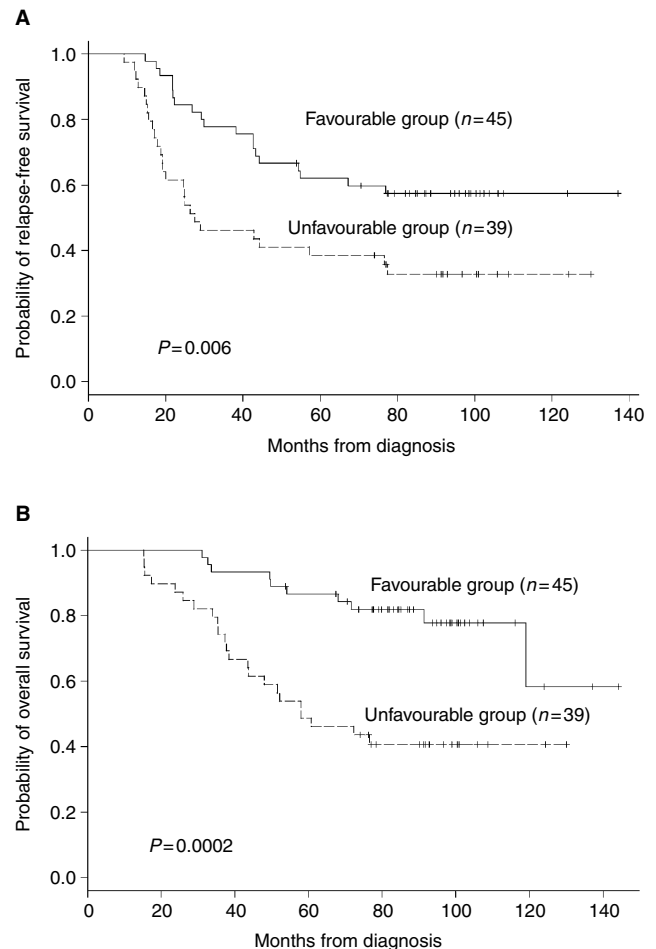 A
Probability of relapse-free survival
1.0
0.8
0.6
0.4
0.2
0.0
Favourable group (n=45)
Unfavourable group (n=39)
P=0.006
0 20 40 60 80 100 120 140
Months from diagnosis
B
Probability of overall survival
1.0
0.8
0.6
0.4
0.2
0.0
Favourable group (n=45)
Unfavourable group (n=39)
P=0.0002
0 20 40 60 80 100 120 140
Months from diagnosis